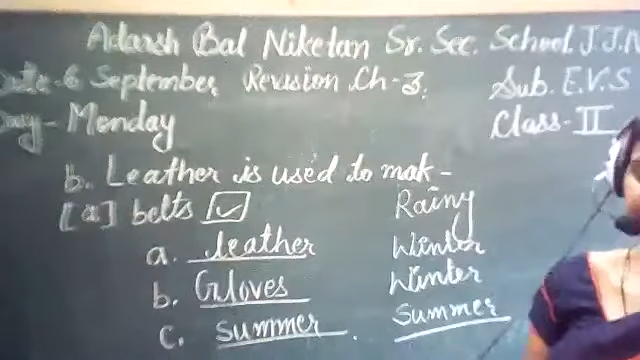 Adarsh Bal Niketan Sr. Sec. School J.J.N
Date-6 September, Revision Ch-3. Sub. E.V.S
Day- Monday Class-II
b. Leather is used to mak-
[a] belts ☑ Rainy
a. leather Winter
b. Gloves Winter
c. summer. Summer